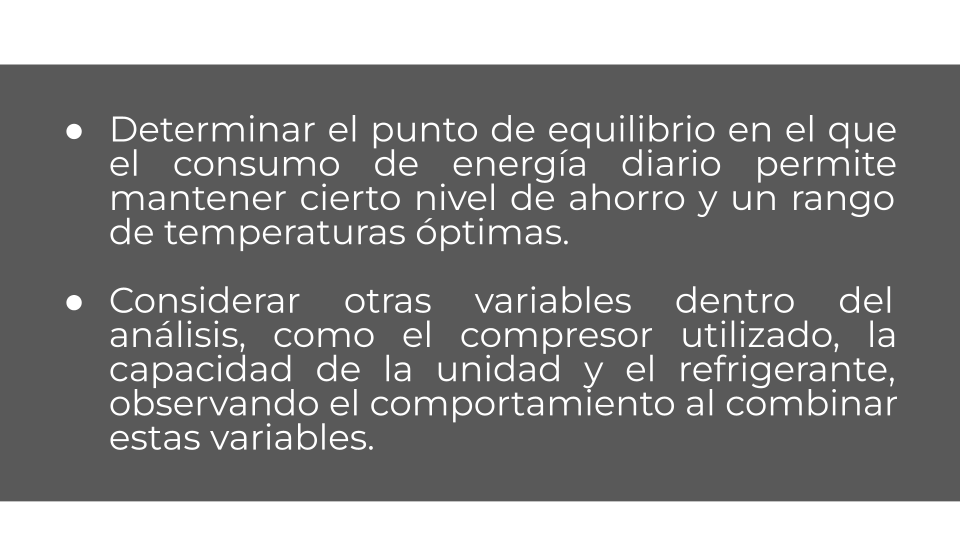 ● Determinar el punto de equilibrio en el que
el consumo de energía diario permite
mantener cierto nivel de ahorro y un rango
de temperaturas óptimas.
● Considerar otras variables dentro del
análisis, como el compresor utilizado, la
capacidad de la unidad y el refrigerante,
observando el comportamiento al combinar
estas variables.